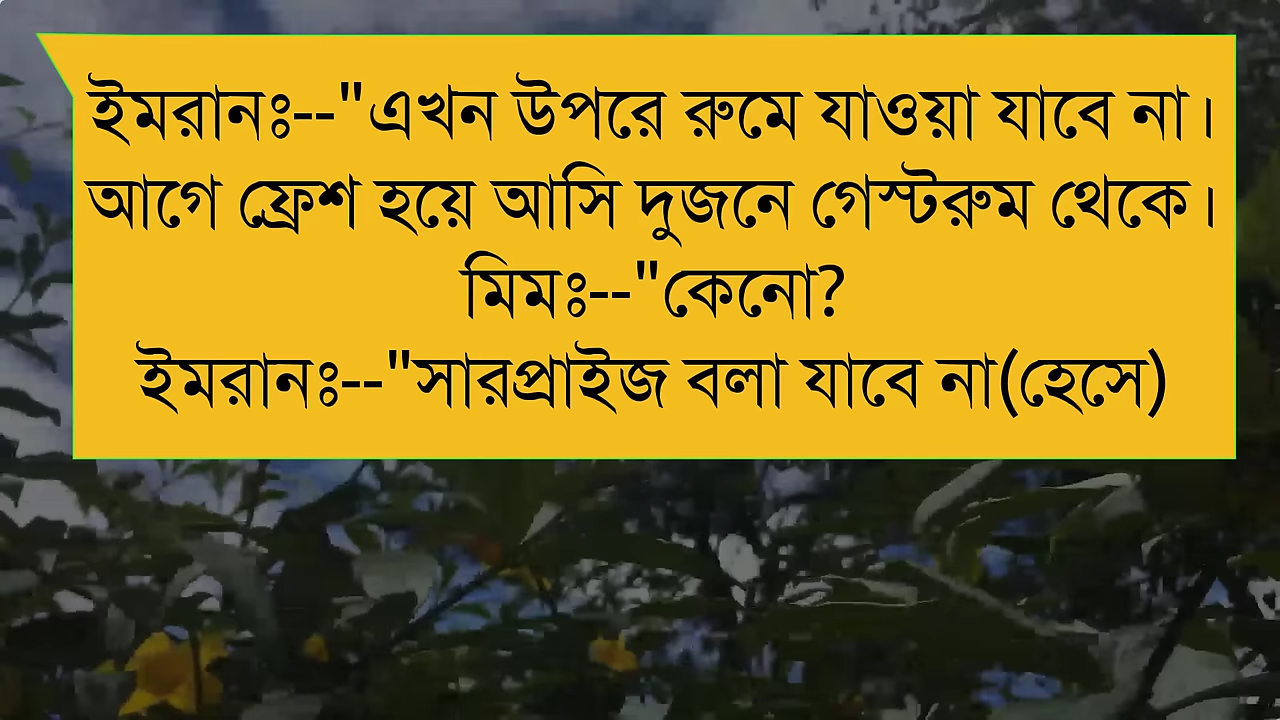 ইমরানঃ--"এখন উপরে রুমে যাওয়া যাবে না।
আগে ফ্রেশ হয়ে আসি দুজনে গেস্টরুম থেকে।
মিমঃ--"কেনো?
ইমরানঃ--"সারপ্রাইজ বলা যাবে না(হেসে)